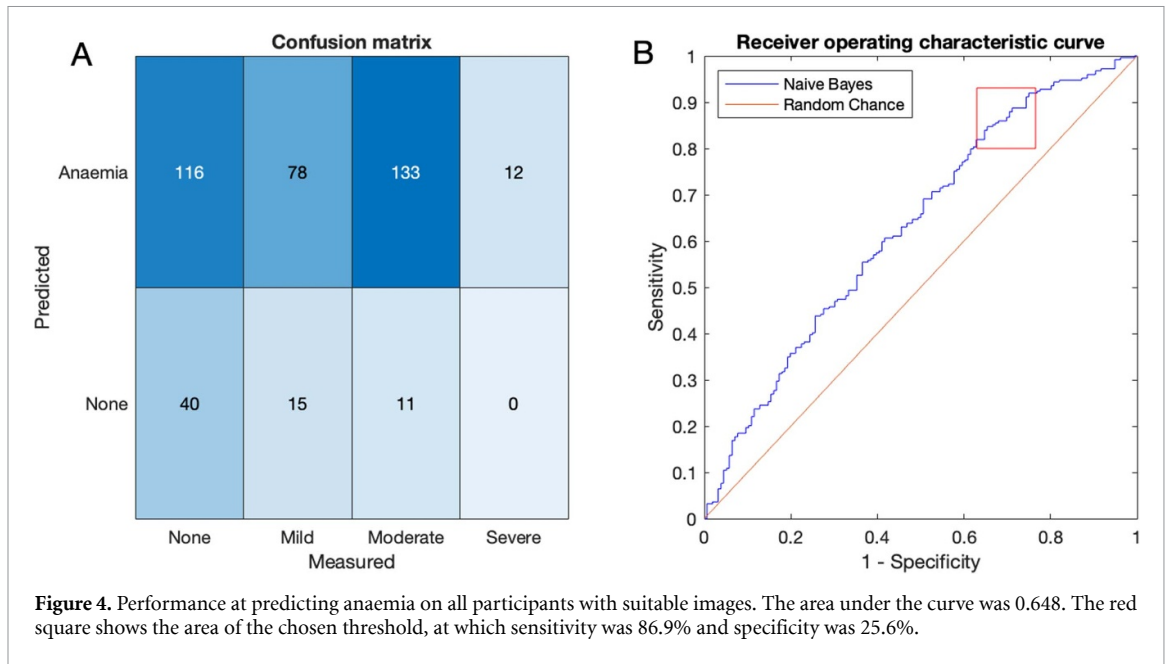 A
Confusion matrix
Predicted
Anaemia
116 78 133 12
None
40 15 11 0
None Mild Moderate Severe
Measured
B
Receiver operating characteristic curve
Naive Bayes
Random Chance
Sensitivity
1
0.9
0.8
0.7
0.6
0.5
0.4
0.3
0.2
0.1
0
0 0.2 0.4 0.6 0.8 1
1 - Specificity
Figure 4. Performance at predicting anaemia on all participants with suitable images. The area under the curve was 0.648. The red
square shows the area of the chosen threshold, at which sensitivity was 86.9% and specificity was 25.6%.